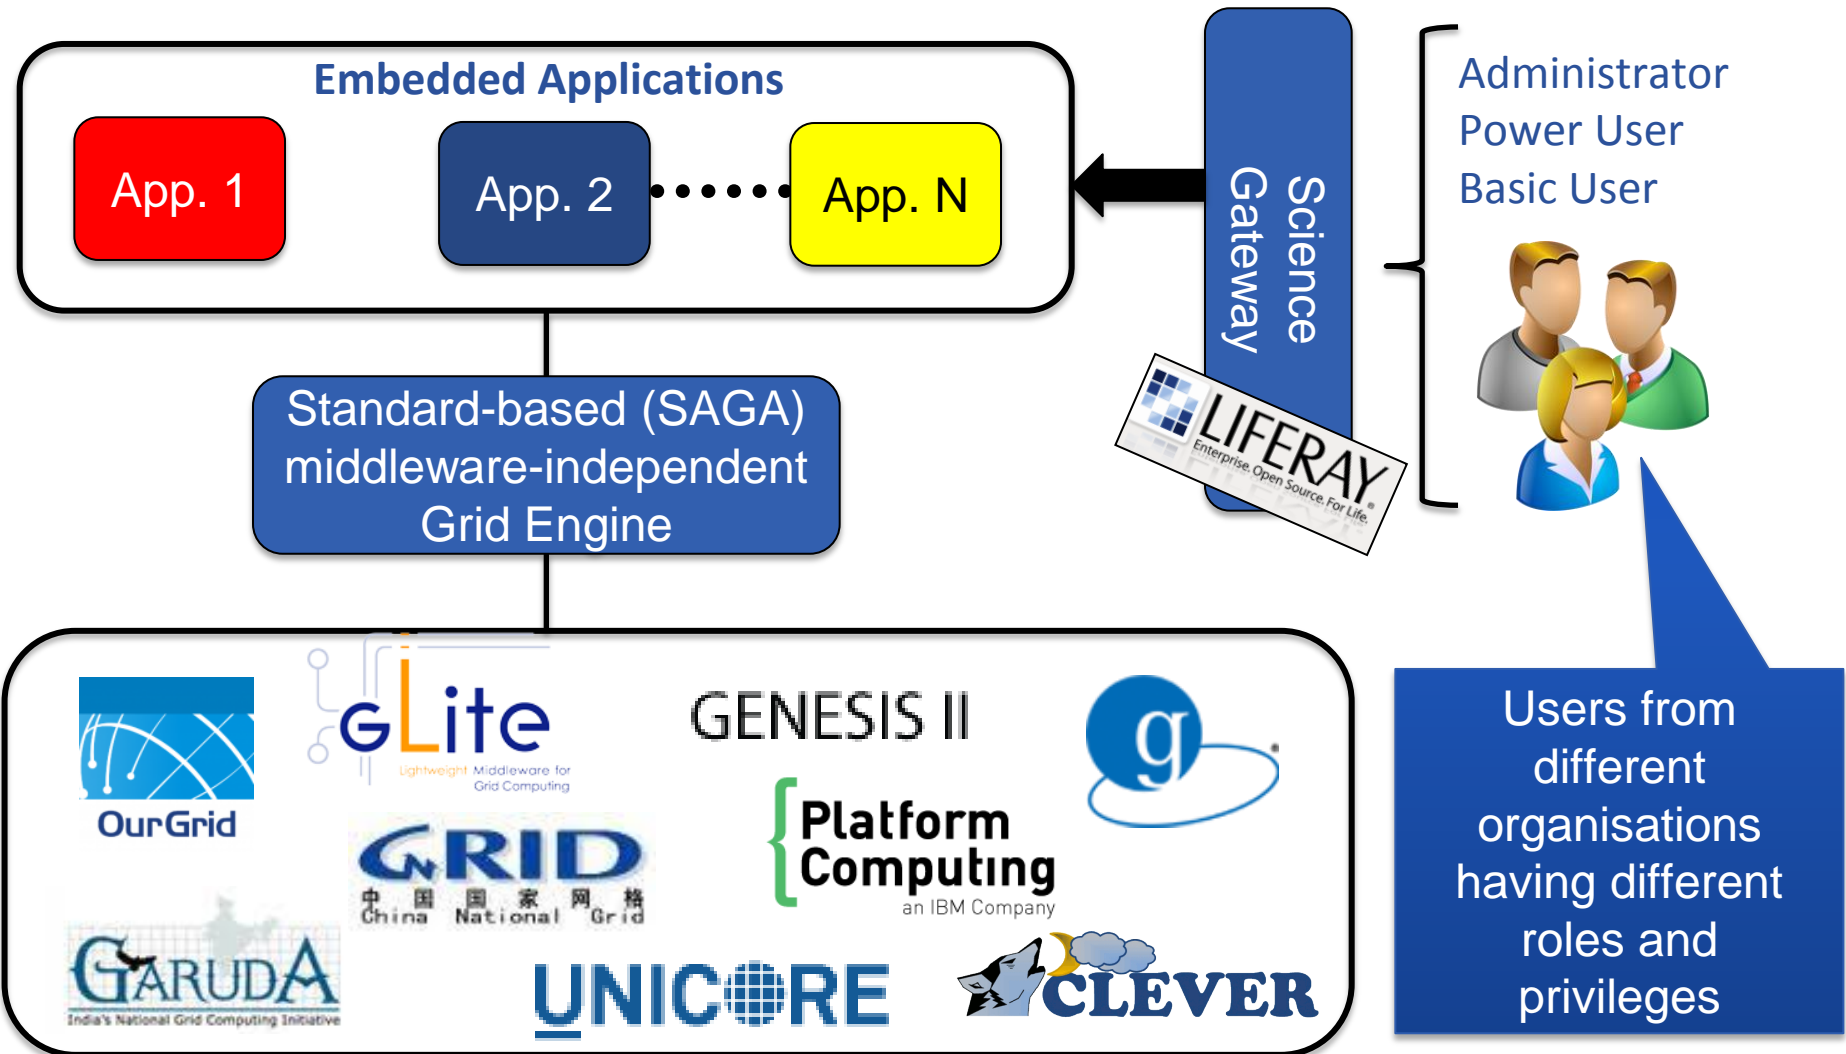 Embedded Applications
App. 1
App. 2
App. N
Science
Gateway
LIFERAY
Enterprise. Open Source. For Life.
Administrator
Power User
Basic User
Standard-based (SAGA)
middleware-independent
Grid Engine
OurGrid
gLite
Lightweight Middleware for
Grid Computing
GENESIS II
g
GRID
中国国家网格
China National Grid
Platform
Computing
an IBM Company
GARUDA
India's National Grid Computing Initiative
UNICORE
CLEVER
Users from
different
organisations
having different
roles and
privileges